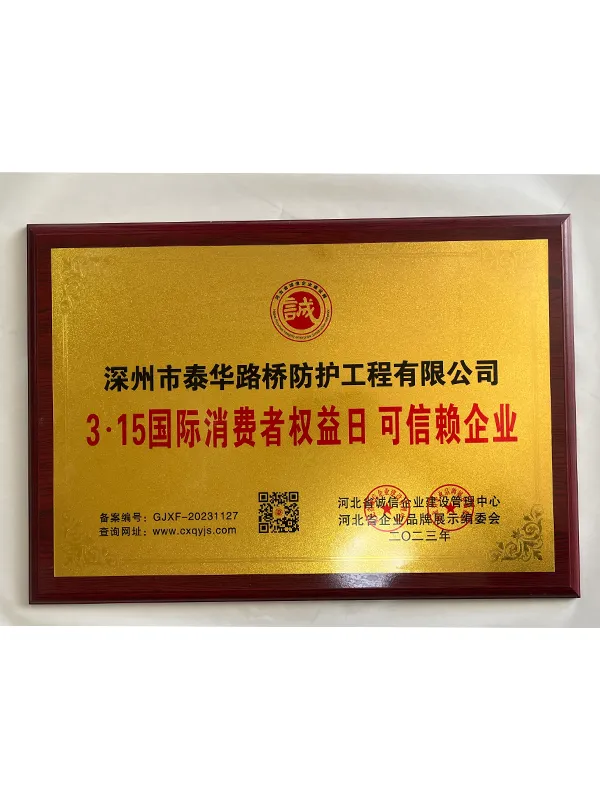 誠
深州市泰华路桥防护工程有限公司
3·15国际消费者权益日 可信赖企业
备案编号：GJXF-20231127
查询网址：www.cxqyjs.com
河北省诚信企业建设管理中心
河北省企业品牌展示组委会
二〇二三年